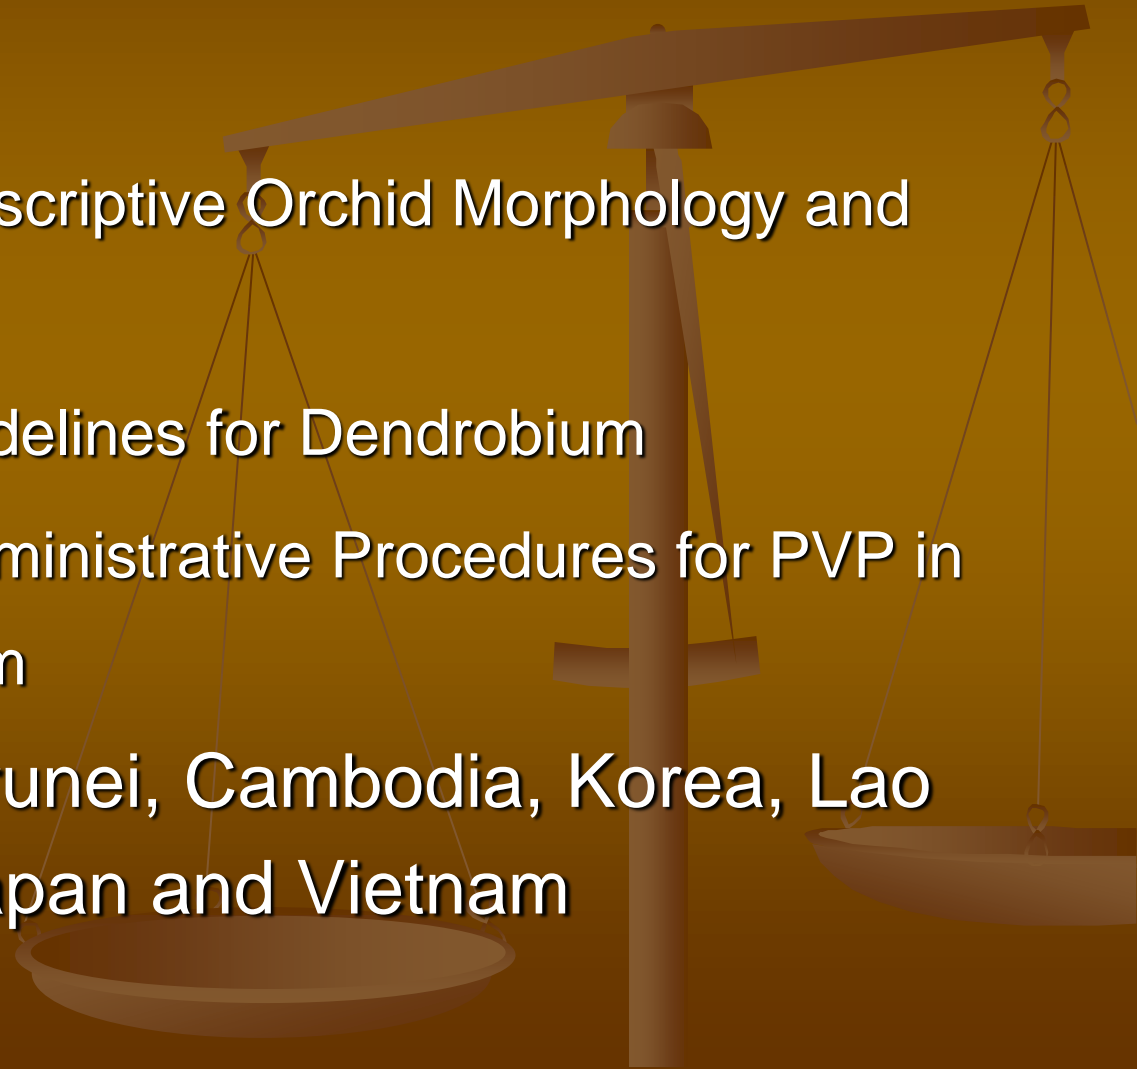 scriptive Orchid Morphology and
delines for Dendrobium
ministrative Procedures for PVP in
m
unei, Cambodia, Korea, Lao
apan and Vietnam